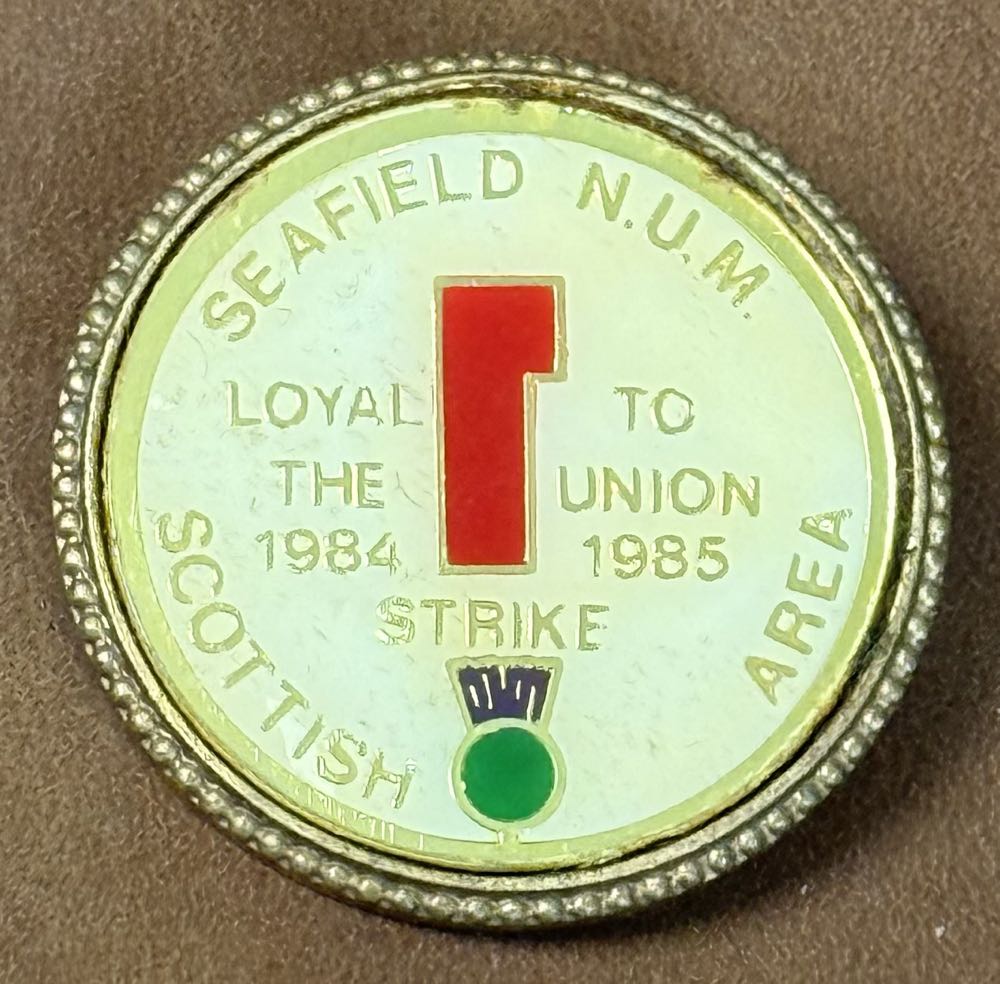 SEAFIELD N.U.M.
LOYAL TO
THE UNION
1984 1985
STRIKE
SCOTTISH AREA